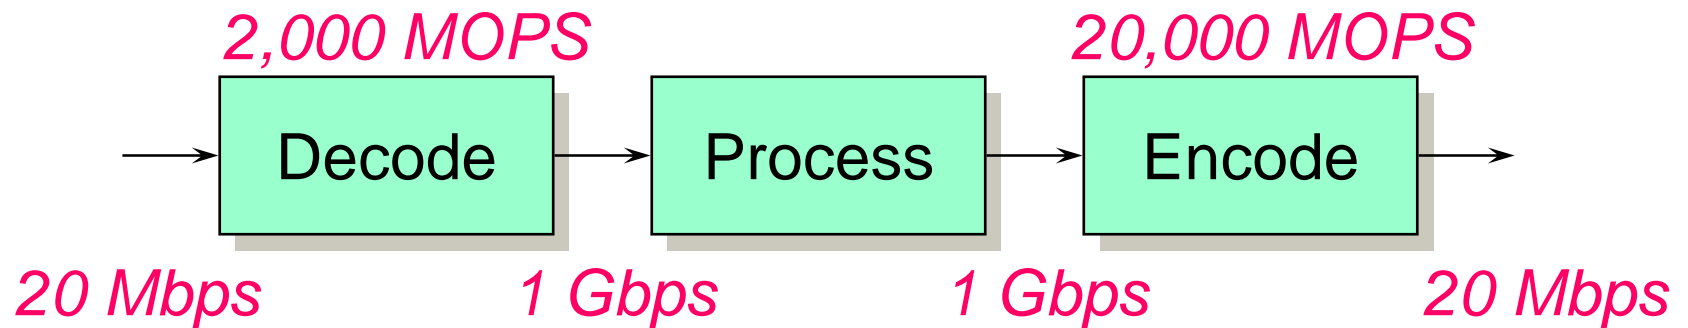 2,000 MOPS 20,000 MOPS
Decode Process Encode
20 Mbps 1 Gbps 1 Gbps 20 Mbps